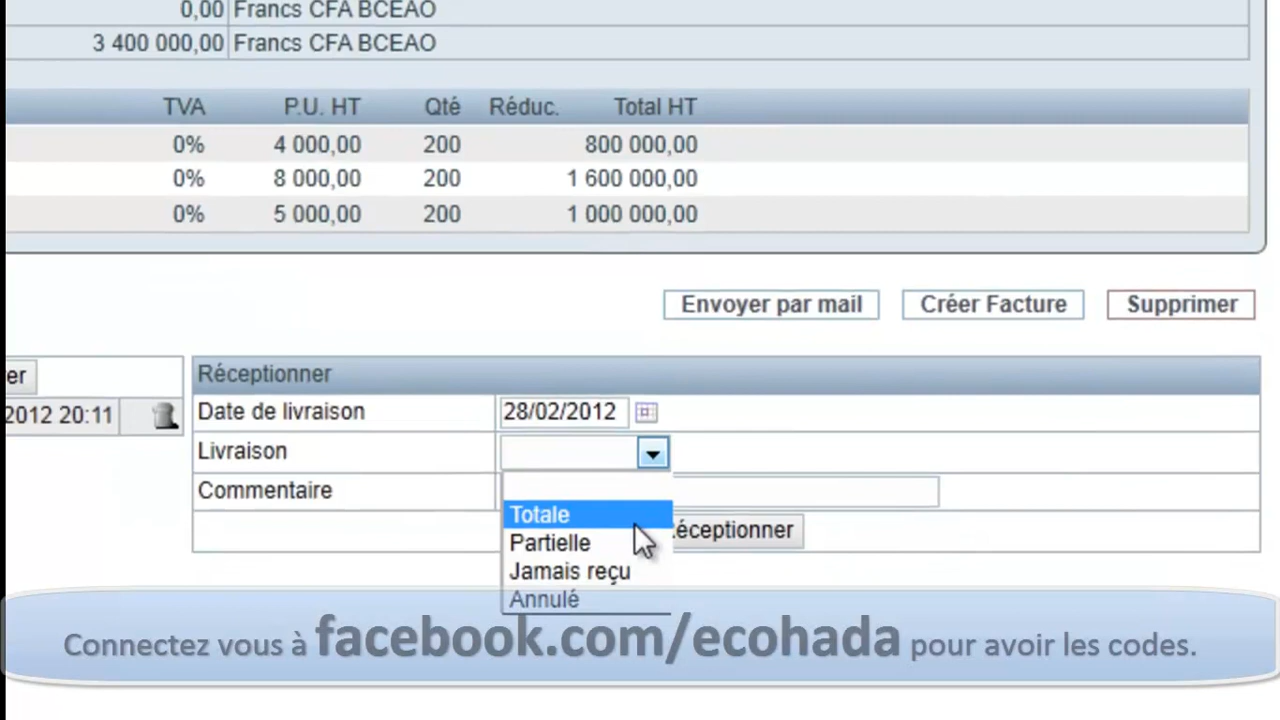 0,00 Francs CFA BCEAO
3 400 000,00 Francs CFA BCEAO
TVA P.U. HT Qté Réduc. Total HT
0% 4 000,00 200 800 000,00
0% 8 000,00 200 1 600 000,00
0% 5 000,00 200 1 000 000,00
Envoyer par mail Créer Facture Supprimer
er
2012 20:11
Réceptionner
Date de livraison 28/02/2012
Livraison
Commentaire
Totale
Partielle
Jamais reçu
Annulé
éceptionner
Connectez vous à facebook.com/ecohada pour avoir les codes.